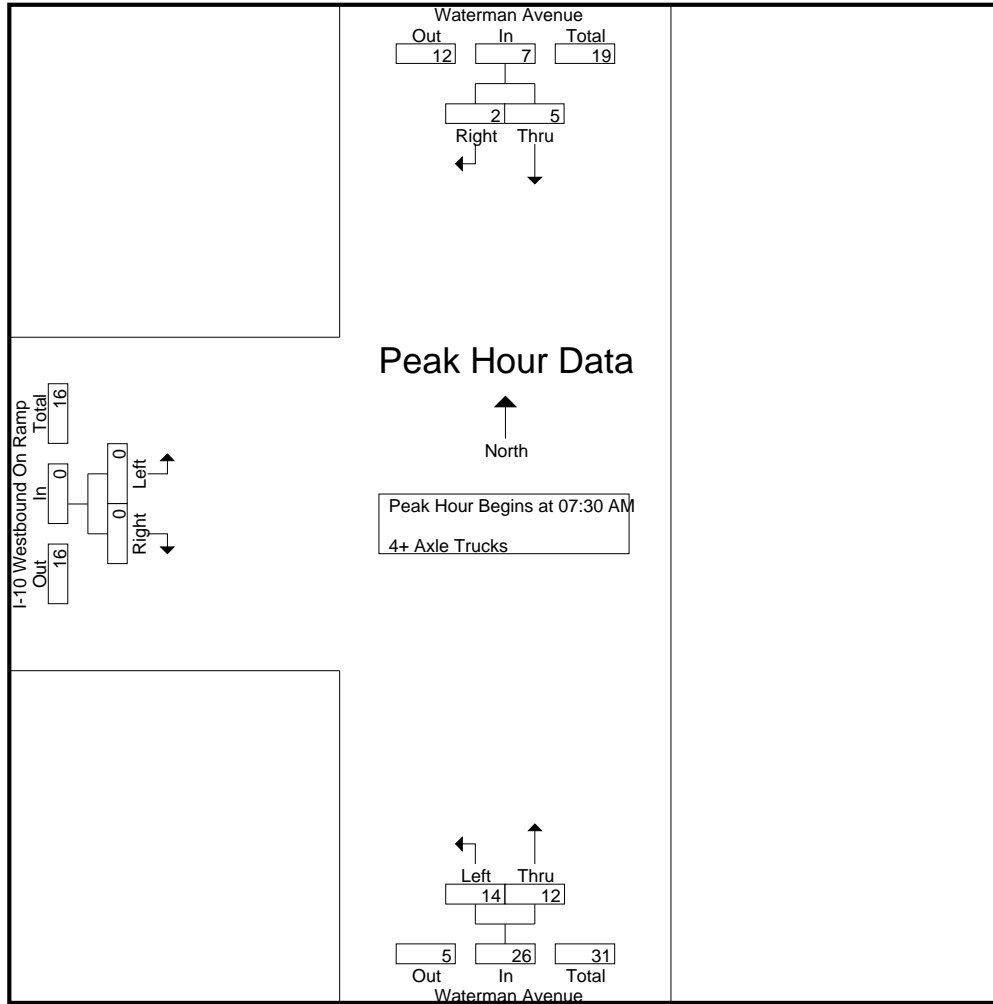 Waterman Avenue
Out In Total
12 7 19
2 5
Right Thru
Peak Hour Data
North
Peak Hour Begins at 07:30 AM
4+ Axle Trucks
I-10 Westbound On Ramp
Out In Total
16 0 16
Right Left
0 0
Left Thru
14 12
5 26 31
Out In Total
Waterman Avenue